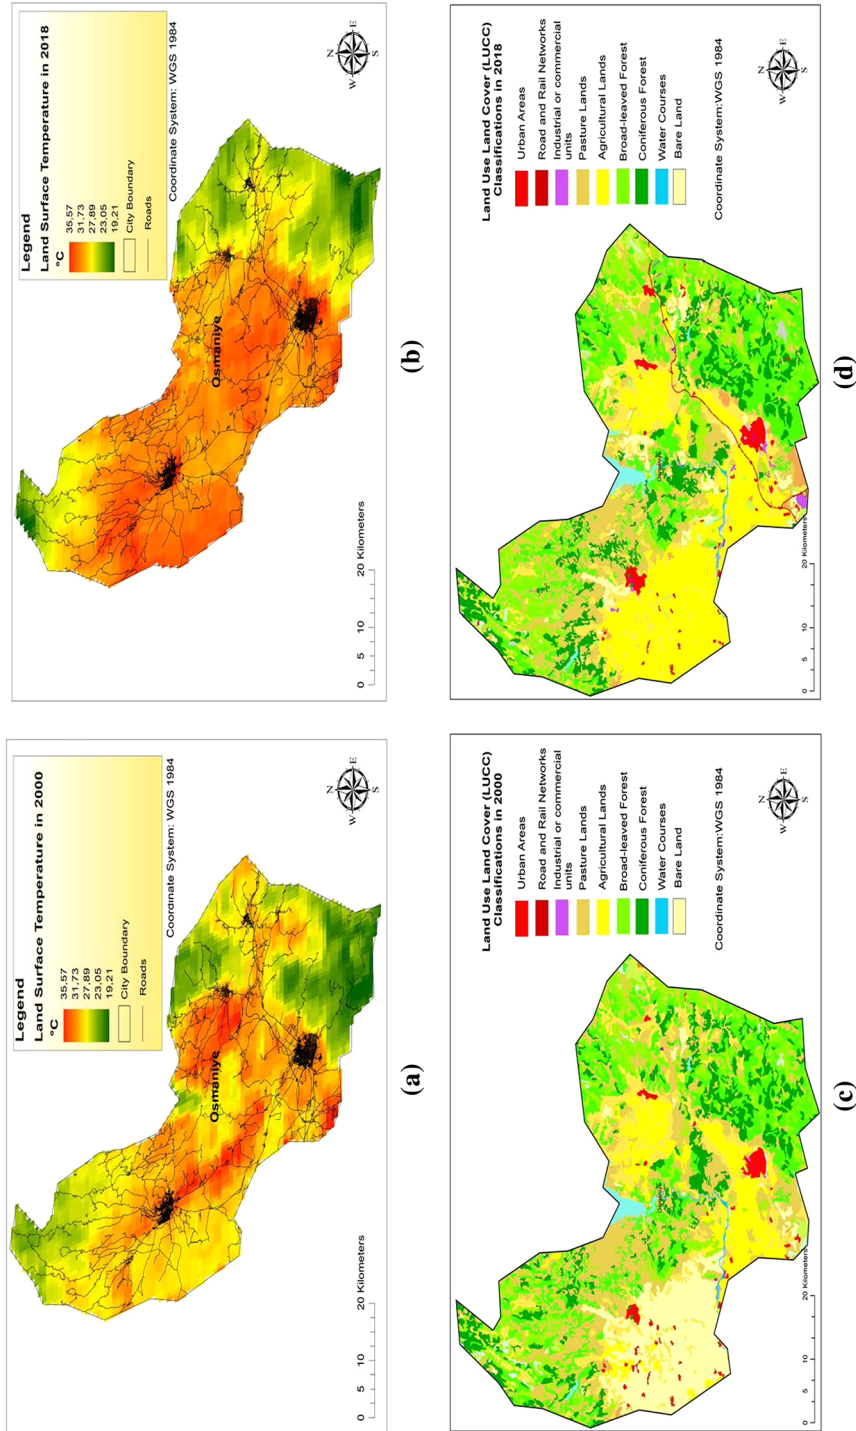 Legend
Land Surface Temperature in 2000
°C
35,57
31,73
27,89
23,05
19,21
City Boundary
Roads
Coordinate System: WGS 1984
N
E
S
W
Osmaniye
0 5 10 20 Kilometers
(a)
Legend
Land Surface Temperature in 2018
°C
35,57
31,73
27,89
23,05
19,21
City Boundary
Roads
Coordinate System: WGS 1984
N
E
S
W
Osmaniye
0 5 10 20 Kilometers
(b)
Land Use Land Cover (LUCC)
Classifications in 2000
Urban Areas
Road and Rail Networks
Industrial or commercial
units
Pasture Lands
Agricultural Lands
Broad-leaved Forest
Coniferous Forest
Water Courses
Bare Land
Coordinate System:WGS 1984
N
E
S
W
Osmaniye
0 5 10 20 Kilometers
(c)
Land Use Land Cover (LUCC)
Classifications in 2018
Urban Areas
Road and Rail Networks
Industrial or commercial
units
Pasture Lands
Agricultural Lands
Broad-leaved Forest
Coniferous Forest
Water Courses
Bare Land
Coordinate System:WGS 1984
N
E
S
W
0 5 10 20 Kilometers
(d)